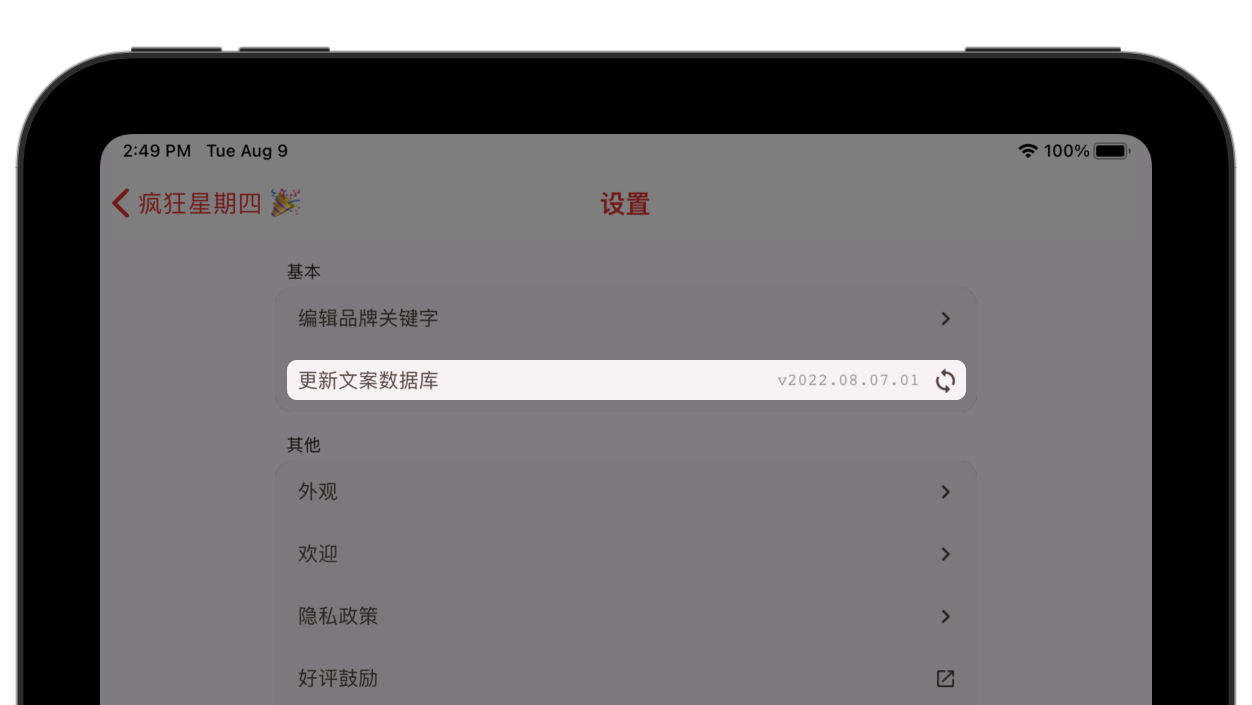 2:49 PM Tue Aug 9 100%
疯狂星期四 🎉 设置
基本
编辑品牌关键字
更新文案数据库 v2022.08.07.01
其他
外观
欢迎
隐私政策
好评鼓励